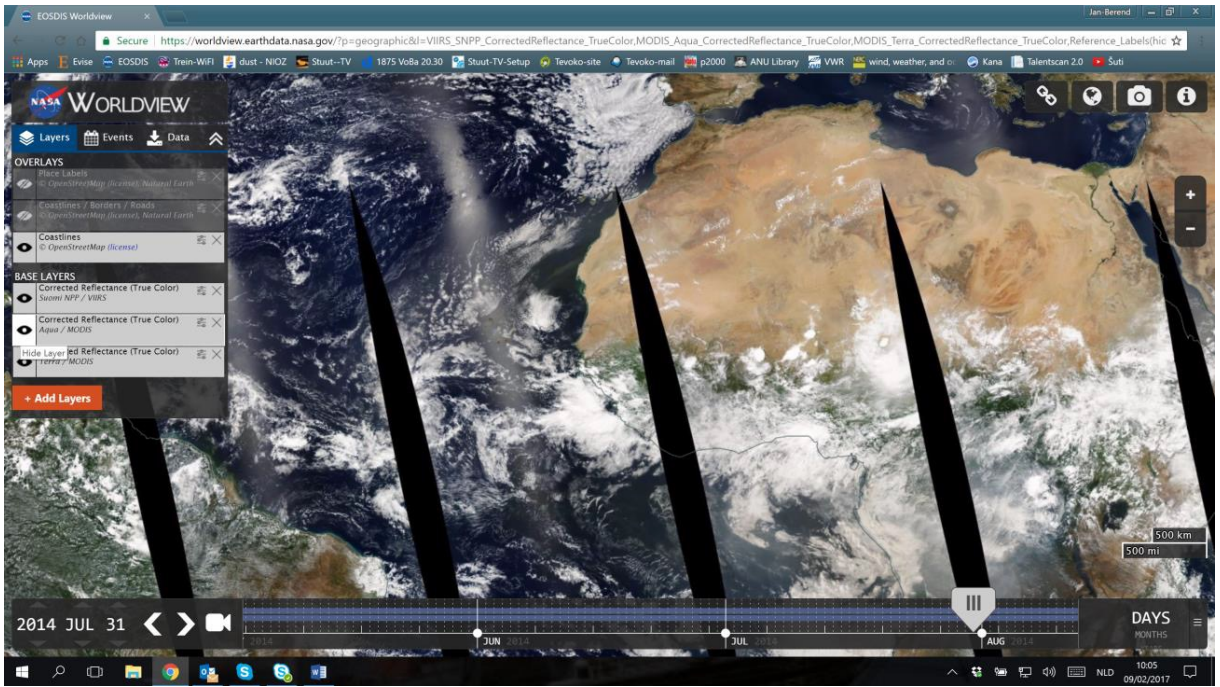 EOSDIS Worldview
Jan-Berend
Secure | https://worldview.earthdata.nasa.gov/?p=geographic&l=VIIRS_SNPP_CorrectedReflectance_TrueColor,MODIS_Aqua_CorrectedReflectance_TrueColor,MODIS_Terra_CorrectedReflectance_TrueColor,Reference_Labels(hid
Apps Evise EOSDIS Trein-WiFI dust - NIOZ Stuut--TV 1875 VoBa 20.30 Stuut-TV-Setup Tevoko-site Tevoko-mail p2000 ANU Library VWR wind, weather, and oc Kana Talentscan 2.0 Šuti
NASA WORLDVIEW
Layers Events Data
OVERLAYS
Place Labels
© OpenStreetMap (license), Natural Earth
Coastlines / Borders / Roads
© OpenStreetMap (license), Natural Earth
Coastlines
© OpenStreetMap (license)
BASE LAYERS
Corrected Reflectance (True Color)
Suomi NPP / VIIRS
Corrected Reflectance (True Color)
Aqua / MODIS
Hide Layer
ed Reflectance (True Color)
Terra / MODIS
+ Add Layers
500 km
500 mi
2014 JUL 31
2014
JUN 2014
JUL 2014
AUG 2014
DAYS
MONTHS
NLD
10:05
09/02/2017